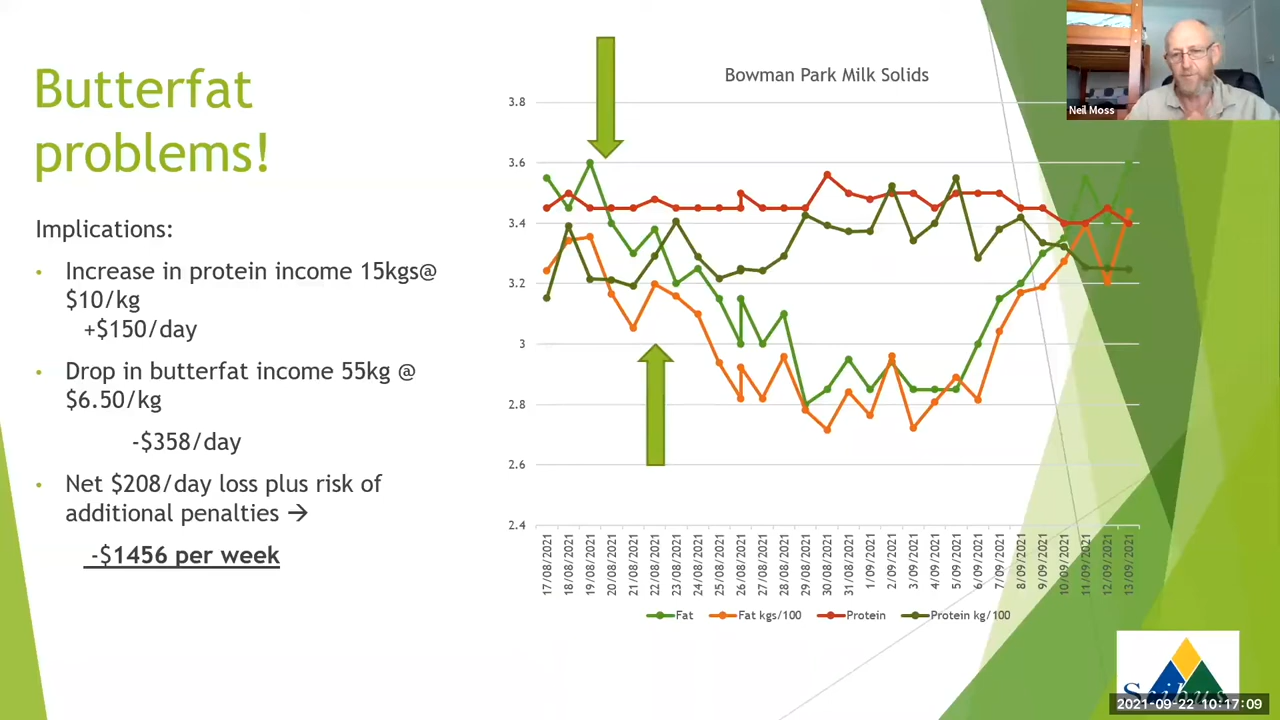 Butterfat
problems!
Implications:
• Increase in protein income 15kgs@
$10/kg
+$150/day
• Drop in butterfat income 55kg @
$6.50/kg
-$358/day
• Net $208/day loss plus risk of
additional penalties →
-$1456 per week
Bowman Park Milk Solids
3.8
3.6
3.4
3.2
3
2.8
2.6
2.4
17/08/2021
18/08/2021
19/08/2021
20/08/2021
21/08/2021
22/08/2021
23/08/2021
24/08/2021
25/08/2021
26/08/2021
27/08/2021
28/08/2021
29/08/2021
30/08/2021
31/08/2021
1/09/2021
2/09/2021
3/09/2021
4/09/2021
5/09/2021
6/09/2021
7/09/2021
8/09/2021
9/09/2021
10/09/2021
11/09/2021
12/09/2021
13/09/2021
Fat Fat kgs/100 Protein Protein kg/100
Neil Moss
Scibus
2021-09-22 10:17:09